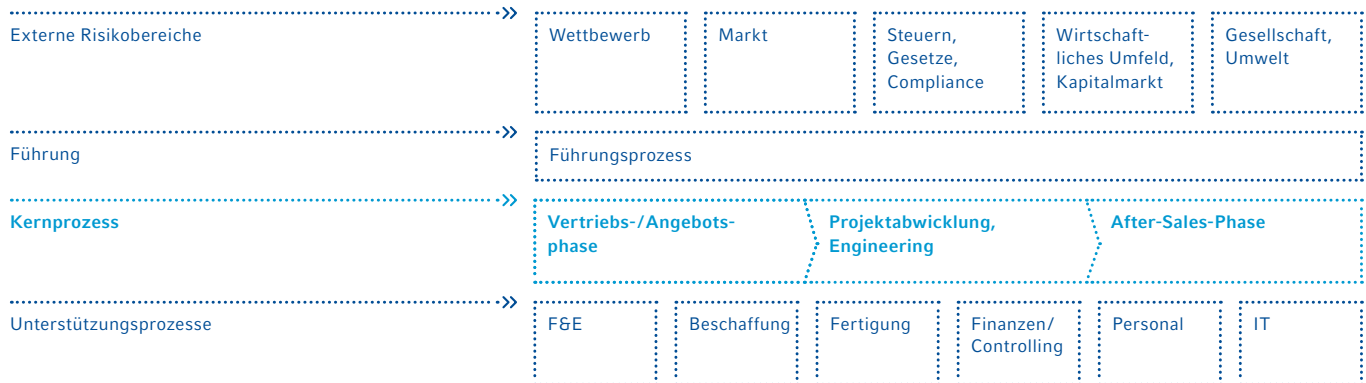 Externe Risikobereiche
Wettbewerb
Markt
Steuern,
Gesetze,
Compliance
Wirtschaft-
liches Umfeld,
Kapitalmarkt
Gesellschaft,
Umwelt
Führung
Führungsprozess
Kernprozess
Vertriebs-/Angebots-
phase
Projektabwicklung,
Engineering
After-Sales-Phase
Unterstützungsprozesse
F&E
Beschaffung
Fertigung
Finanzen/
Controlling
Personal
IT